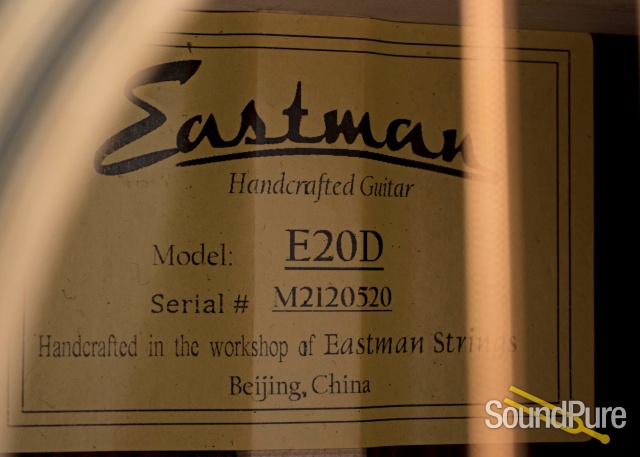 Eastman
Handcrafted Guitar
Model: E20D
Serial # M2120520
Handcrafted in the workshop of Eastman Strings
Beijing, China
SoundPure